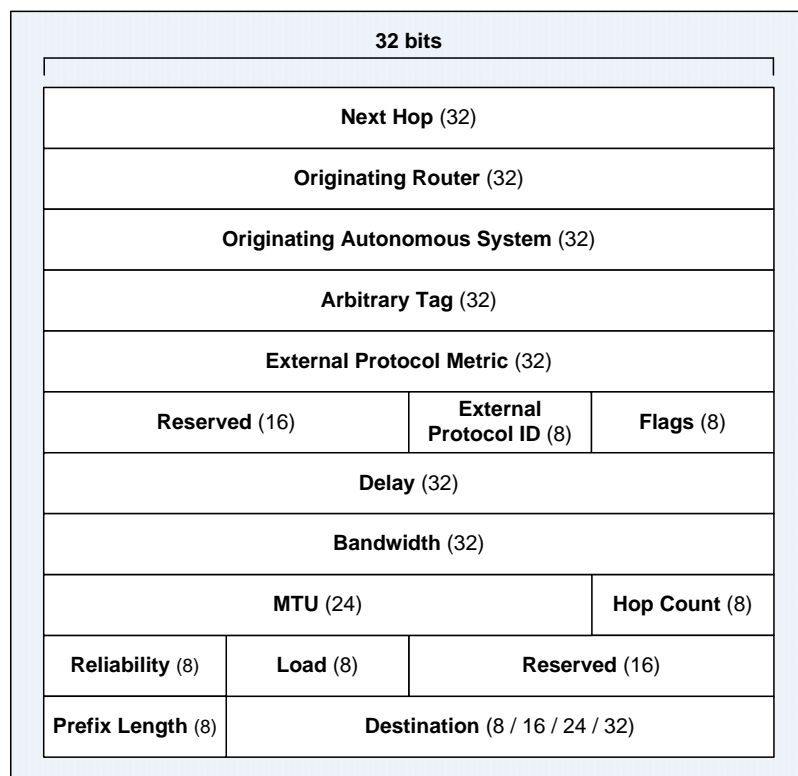 32 bits
Next Hop (32)
Originating Router (32)
Originating Autonomous System (32)
Arbitrary Tag (32)
External Protocol Metric (32)
Reserved (16)
External
Protocol ID (8)
Flags (8)
Delay (32)
Bandwidth (32)
MTU (24)
Hop Count (8)
Reliability (8)
Load (8)
Reserved (16)
Prefix Length (8)
Destination (8 / 16 / 24 / 32)